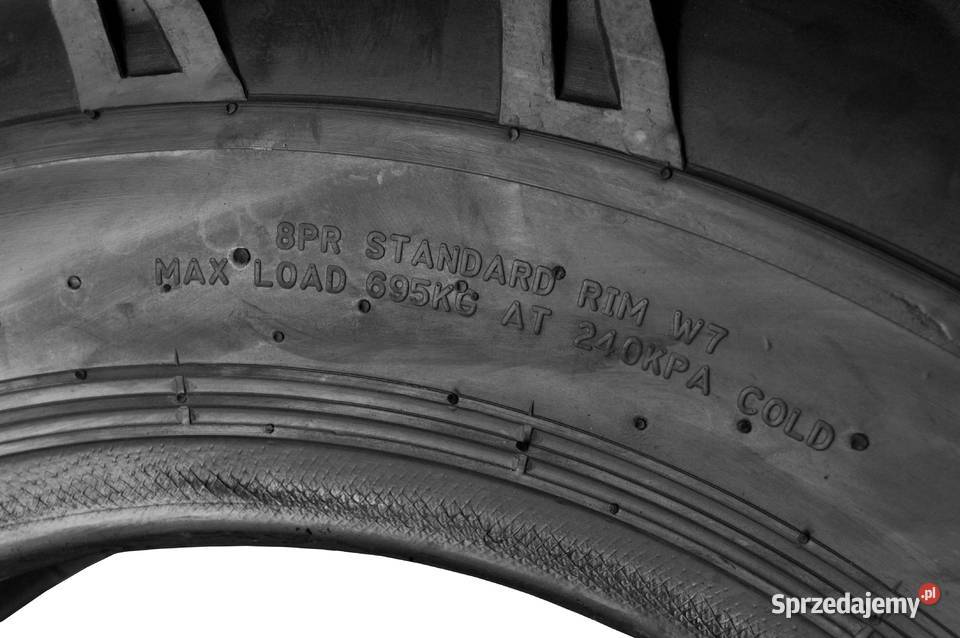 8PR STANDARD RIM W7
MAX LOAD 695KG AT 240KPA COLD
Sprzedajemy.pl